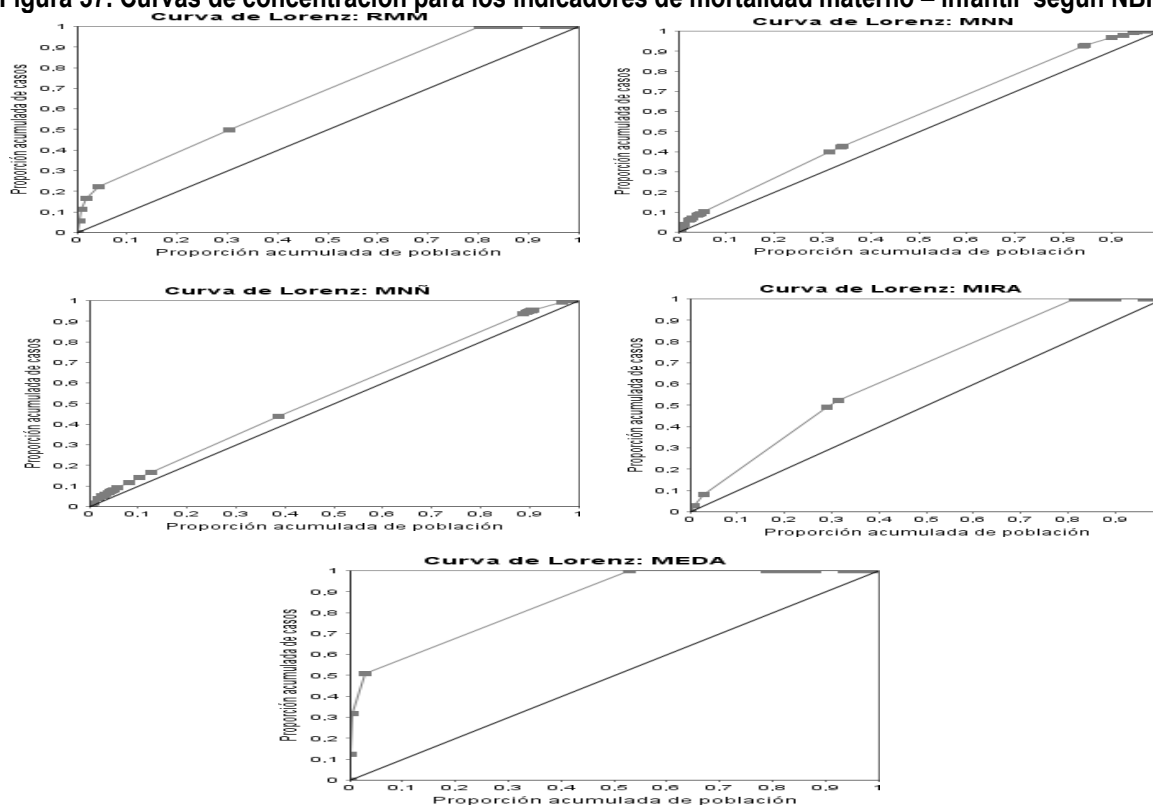 Figura 37. Curvas de concentración para los indicadores de mortalidad materno – infantil según NBI
Curva de Lorenz: RMM
Proporción acumulada de casos
1
0.9
0.8
0.7
0.6
0.5
0.4
0.3
0.2
0.1
0
0 0.1 0.2 0.3 0.4 0.5 0.6 0.7 0.8 0.9 1
Proporción acumulada de población
Curva de Lorenz: MNN
Proporción acumulada de casos
1
0.9
0.8
0.7
0.6
0.5
0.4
0.3
0.2
0.1
0
0 0.1 0.2 0.3 0.4 0.5 0.6 0.7 0.8 0.9
Proporción acumulada de población
Curva de Lorenz: MNÑ
Proporción acumulada de casos
1
0.9
0.8
0.7
0.6
0.5
0.4
0.3
0.2
0.1
0
0 0.1 0.2 0.3 0.4 0.5 0.6 0.7 0.8 0.9 1
Proporción acumulada de población
Curva de Lorenz: MIRA
Proporción acumulada de casos
1
0.9
0.8
0.7
0.6
0.5
0.4
0.3
0.2
0.1
0
0 0.1 0.2 0.3 0.4 0.5 0.6 0.7 0.8 0.9
Proporción acumulada de población
Curva de Lorenz: MEDA
Proporción acumulada de casos
1
0.9
0.8
0.7
0.6
0.5
0.4
0.3
0.2
0.1
0
0 0.1 0.2 0.3 0.4 0.5 0.6 0.7 0.8 0.9 1
Proporción acumulada de población